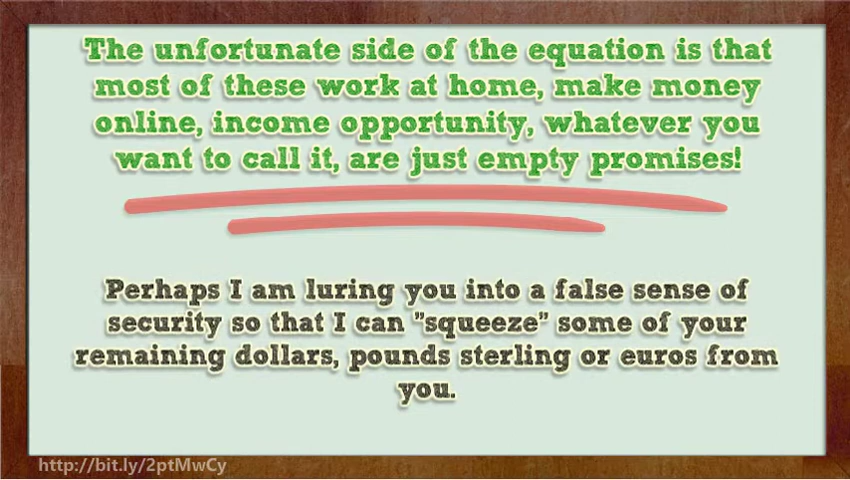 The unfortunate side of the equation is that
most of these work at home, make money
online, income opportunity, whatever you
want to call it, are just empty promises!
Perhaps I am luring you into a false sense of
security so that I can "squeeze" some of your
remaining dollars, pounds sterling or euros from
you.
http://bit.ly/2ptMwCy